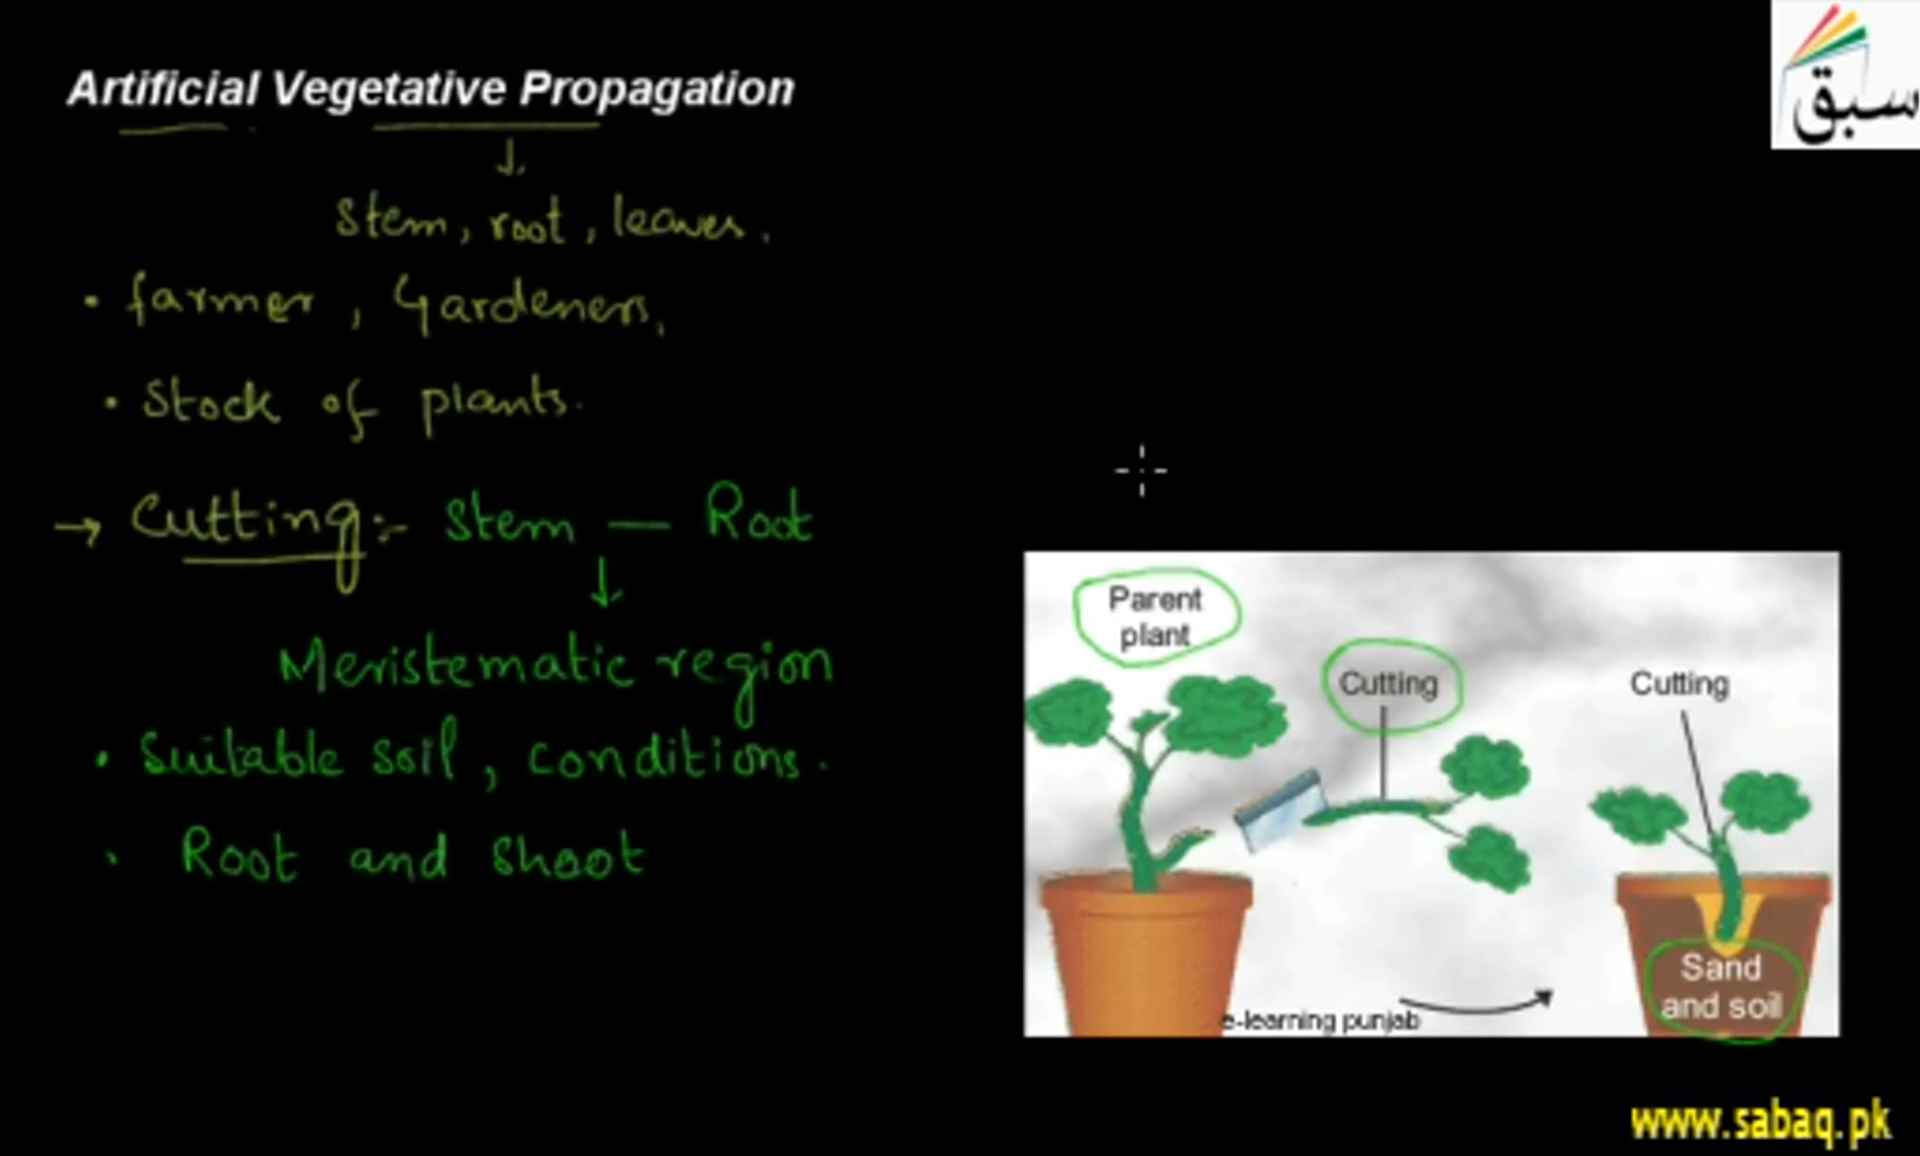 Artificial Vegetative Propagation
سبق
↓
Stem, root, leaves.
• farmer, Gardeners,
• Stock of plants.
→ Cutting:- Stem — Root
↓
Meristematic region
• Suitable soil, conditions.
• Root and shoot
Parent
plant
Cutting
Cutting
Sand
and soil
e-learning punjab
www.sabaq.pk